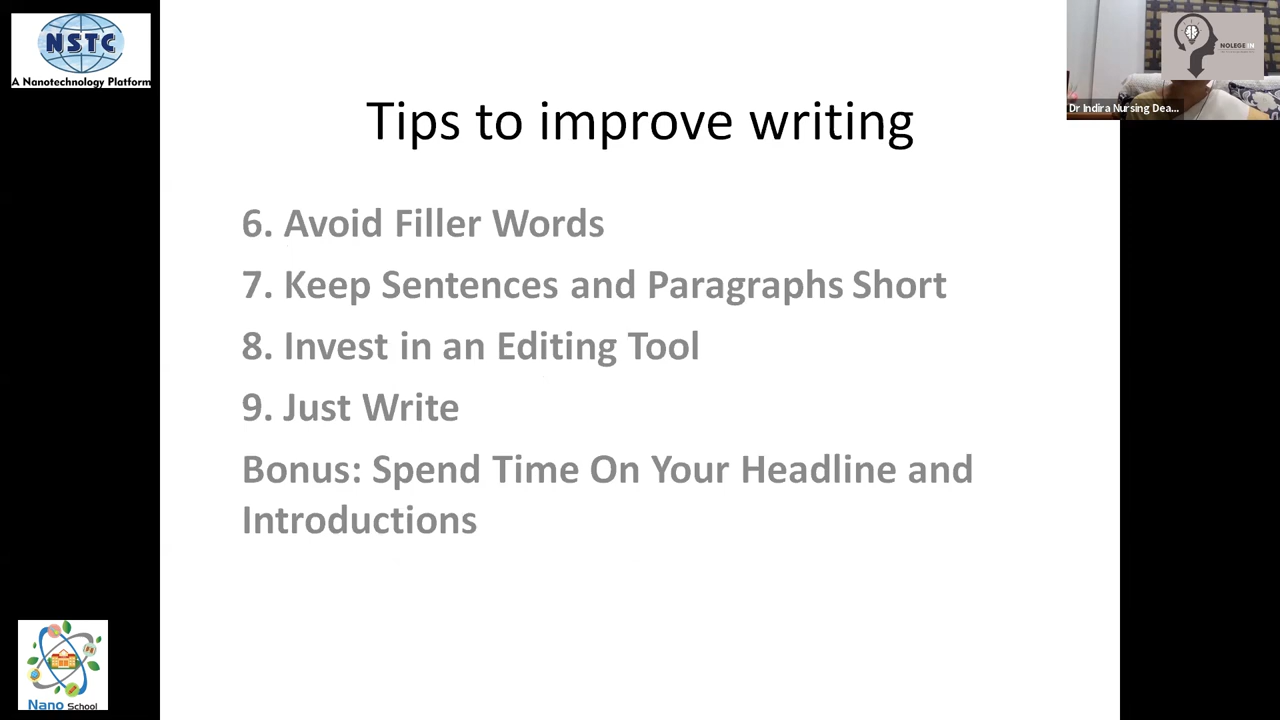 NSTC
A Nanotechnology Platform
NOLEGE IN
Dr Indira Nursing Dea...
Tips to improve writing
6. Avoid Filler Words
7. Keep Sentences and Paragraphs Short
8. Invest in an Editing Tool
9. Just Write
Bonus: Spend Time On Your Headline and
Introductions
Nano School